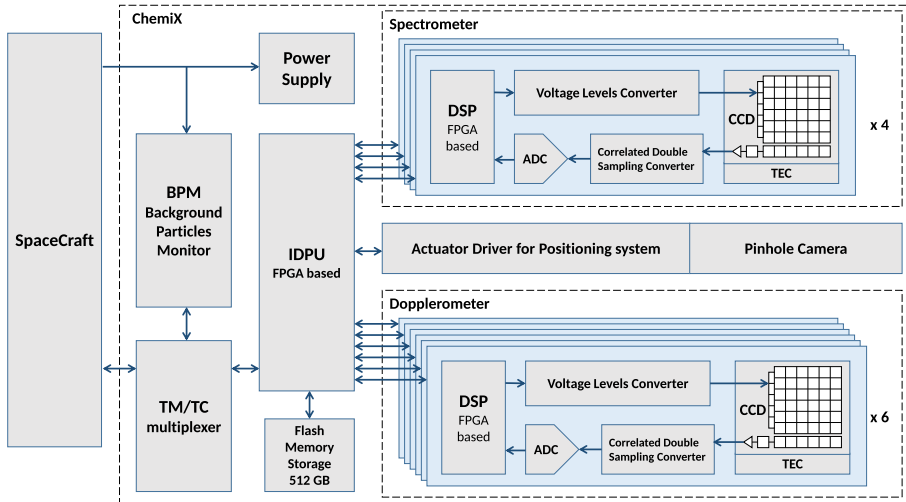 ChemiX
SpaceCraft
Power
Supply
BPM
Background
Particles
Monitor
TM/TC
multiplexer
IDPU
FPGA based
Flash
Memory
Storage
512 GB
Spectrometer
DSP
FPGA
based
Voltage Levels Converter
ADC
Correlated Double
Sampling Converter
CCD
TEC
x 4
Actuator Driver for Positioning system
Pinhole Camera
Dopplerometer
DSP
FPGA
based
Voltage Levels Converter
ADC
Correlated Double
Sampling Converter
CCD
TEC
x 6